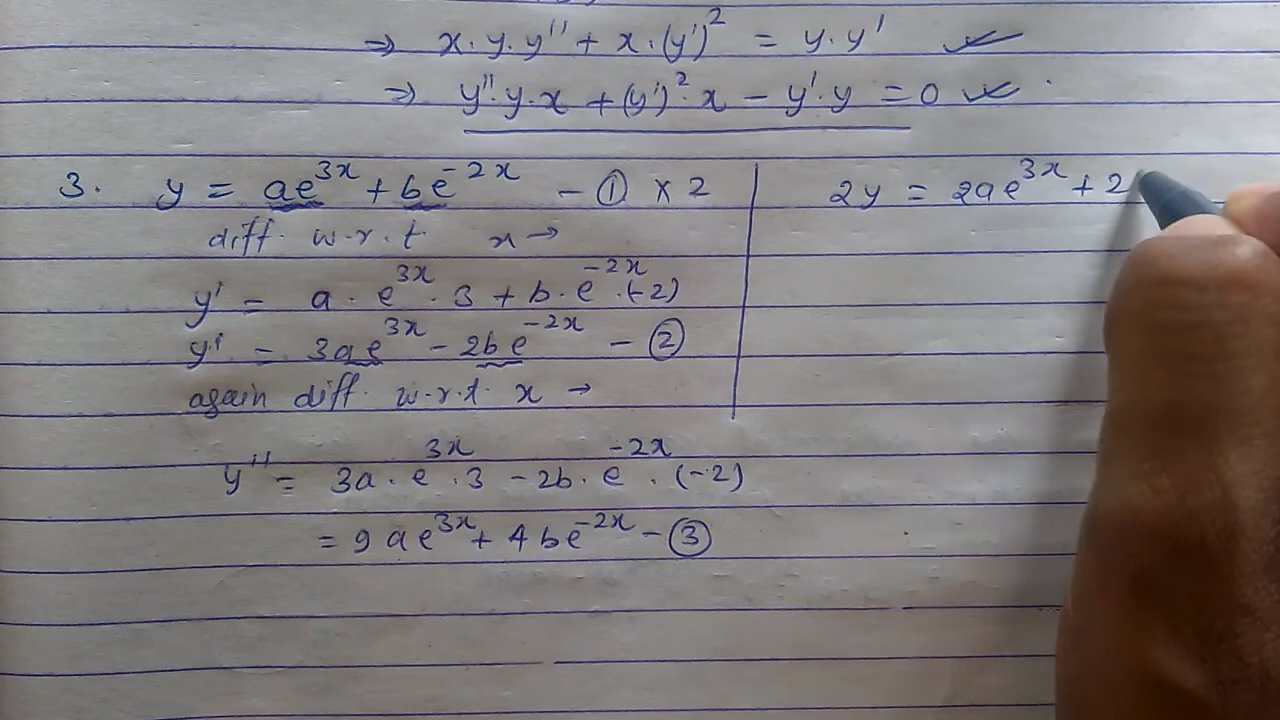 ⇒ x·y·y'' + x·(y')² = y·y'
⇒ y''·y·x + (y')²·x − y'·y = 0
3. y = ae^{3x} + be^{-2x} − ① × 2
diff. w.r.t x →
y' = a·e^{3x}·3 + b·e^{-2x}·(-2)
y' = 3ae^{3x} − 2be^{-2x} − ②
again diff. w.r.t. x →
y'' = 3a·e^{3x}·3 − 2b·e^{-2x}·(-2)
= 9ae^{3x} + 4be^{-2x} − ③
2y = 2ae^{3x} + 2